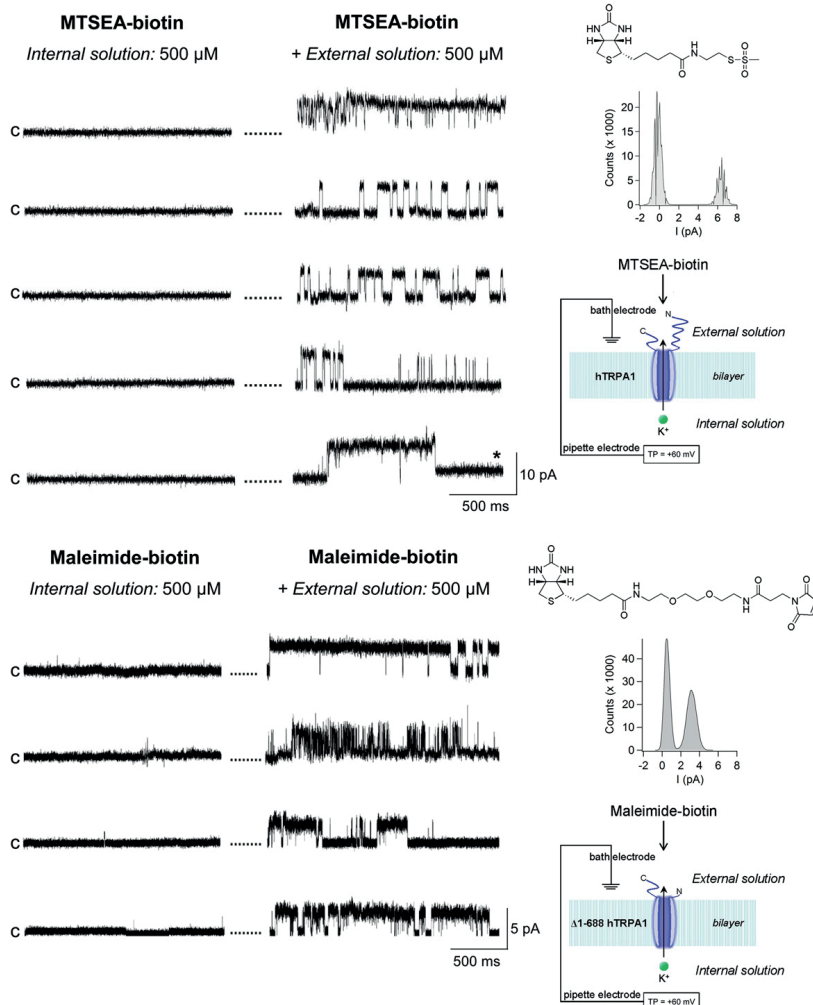 MTSEA-biotin
MTSEA-biotin
Internal solution: 500 µM
+ External solution: 500 µM
C
C
C
C
C
*
10 pA
500 ms
O
HN
NH
H
H
S
O
N
H
S
O
S
O
Counts (x 1000)
20
15
10
5
0
-2 0 2 4 6 8
I (pA)
MTSEA-biotin
bath electrode
N
C
External solution
hTRPA1
bilayer
K+
Internal solution
pipette electrode
TP = +60 mV
Maleimide-biotin
Maleimide-biotin
Internal solution: 500 µM
+ External solution: 500 µM
C
C
C
C
5 pA
500 ms
O
HN
NH
H
H
S
O
H
N
O
O
N
H
O
N
O
O
Counts (x 1000)
40
30
20
10
0
-2 0 2 4 6 8
I (pA)
Maleimide-biotin
bath electrode
C
N
External solution
Δ1-688 hTRPA1
bilayer
K+
Internal solution
pipette electrode
TP = +60 mV